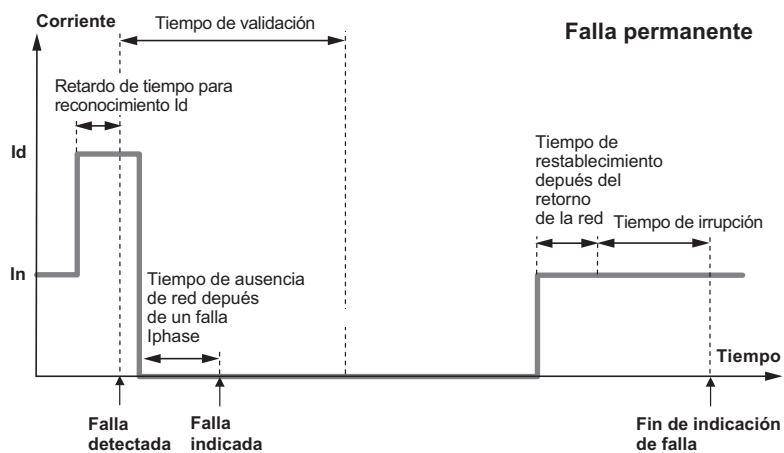 Corriente
Tiempo de validación
Falla permanente
Retardo de tiempo para
reconocimiento Id
Id
Tiempo de
restablecimiento
depués del
retorno
de la red
Tiempo de irrupción
In
Tiempo de ausencia
de red depués
de un falla
Iphase
Tiempo
Falla
detectada
Falla
indicada
Fin de indicación
de falla